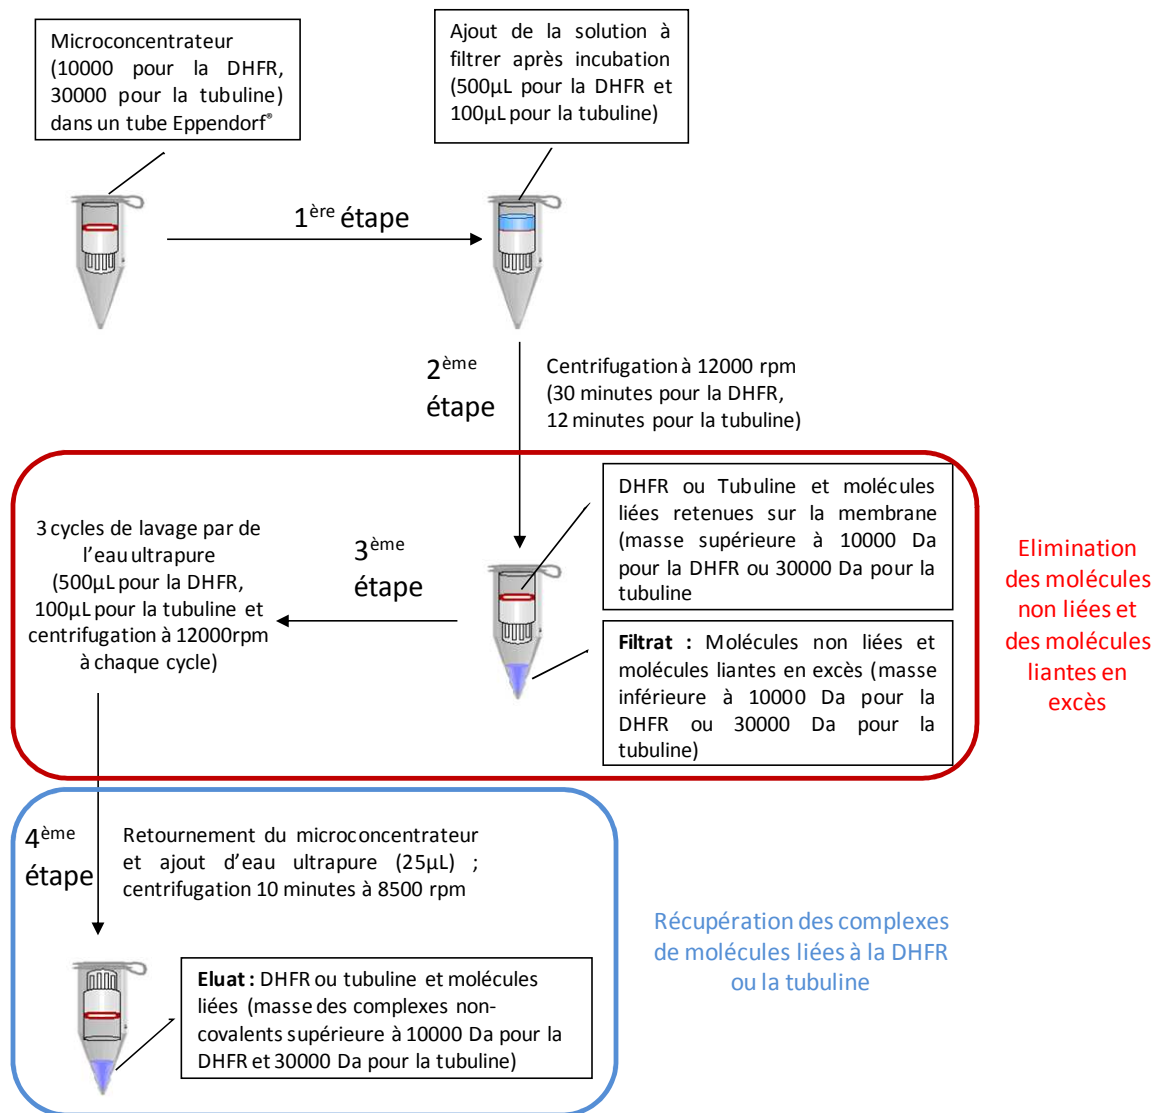 Microconcentrateur
(10000 pour la DHFR,
30000 pour la tubuline)
dans un tube Eppendorf®
Ajout de la solution à
filtrer après incubation
(500µL pour la DHFR et
100µL pour la tubuline)
1ère étape
2ème
étape
Centrifugation à 12000 rpm
(30 minutes pour la DHFR,
12 minutes pour la tubuline)
DHFR ou Tubuline et molécules
liées retenues sur la membrane
(masse supérieure à 10000 Da
pour la DHFR ou 30000 Da pour la
tubuline
Filtrat : Molécules non liées et
molécules liantes en excès (masse
inférieure à 10000 Da pour la
DHFR ou 30000 Da pour la
tubuline)
3ème
étape
3 cycles de lavage par de
l'eau ultrapure
(500µL pour la DHFR,
100µL pour la tubuline et
centrifugation à 12000rpm
à chaque cycle)
Elimination
des molécules
non liées et
des molécules
liantes en
excès
4ème
étape
Retournement du microconcentrateur
et ajout d'eau ultrapure (25µL) ;
centrifugation 10 minutes à 8500 rpm
Eluat : DHFR ou tubuline et molécules
liées (masse des complexes non-
covalents supérieure à 10000 Da pour la
DHFR et 30000 Da pour la tubuline)
Récupération des complexes
de molécules liées à la DHFR
ou la tubuline